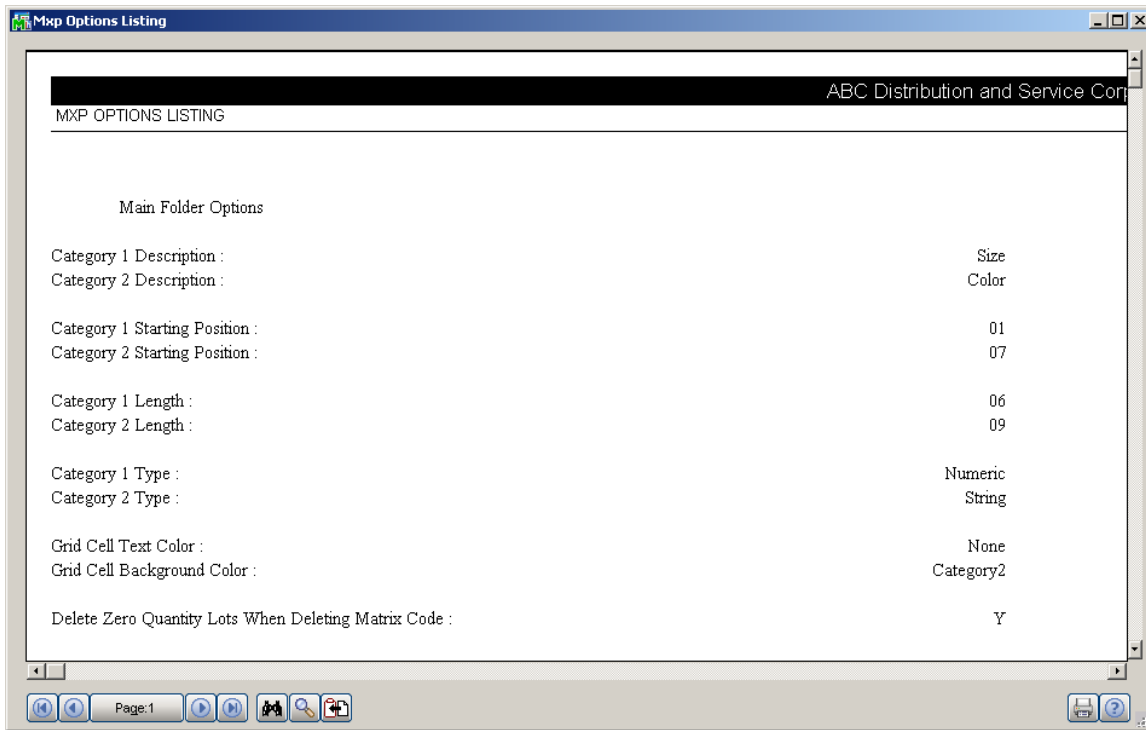 Mxp Options Listing
ABC Distribution and Service Corp
MXP OPTIONS LISTING
Main Folder Options
Category 1 Description : Size
Category 2 Description : Color
Category 1 Starting Position : 01
Category 2 Starting Position : 07
Category 1 Length : 06
Category 2 Length : 09
Category 1 Type : Numeric
Category 2 Type : String
Grid Cell Text Color : None
Grid Cell Background Color : Category2
Delete Zero Quantity Lots When Deleting Matrix Code : Y
Page:1